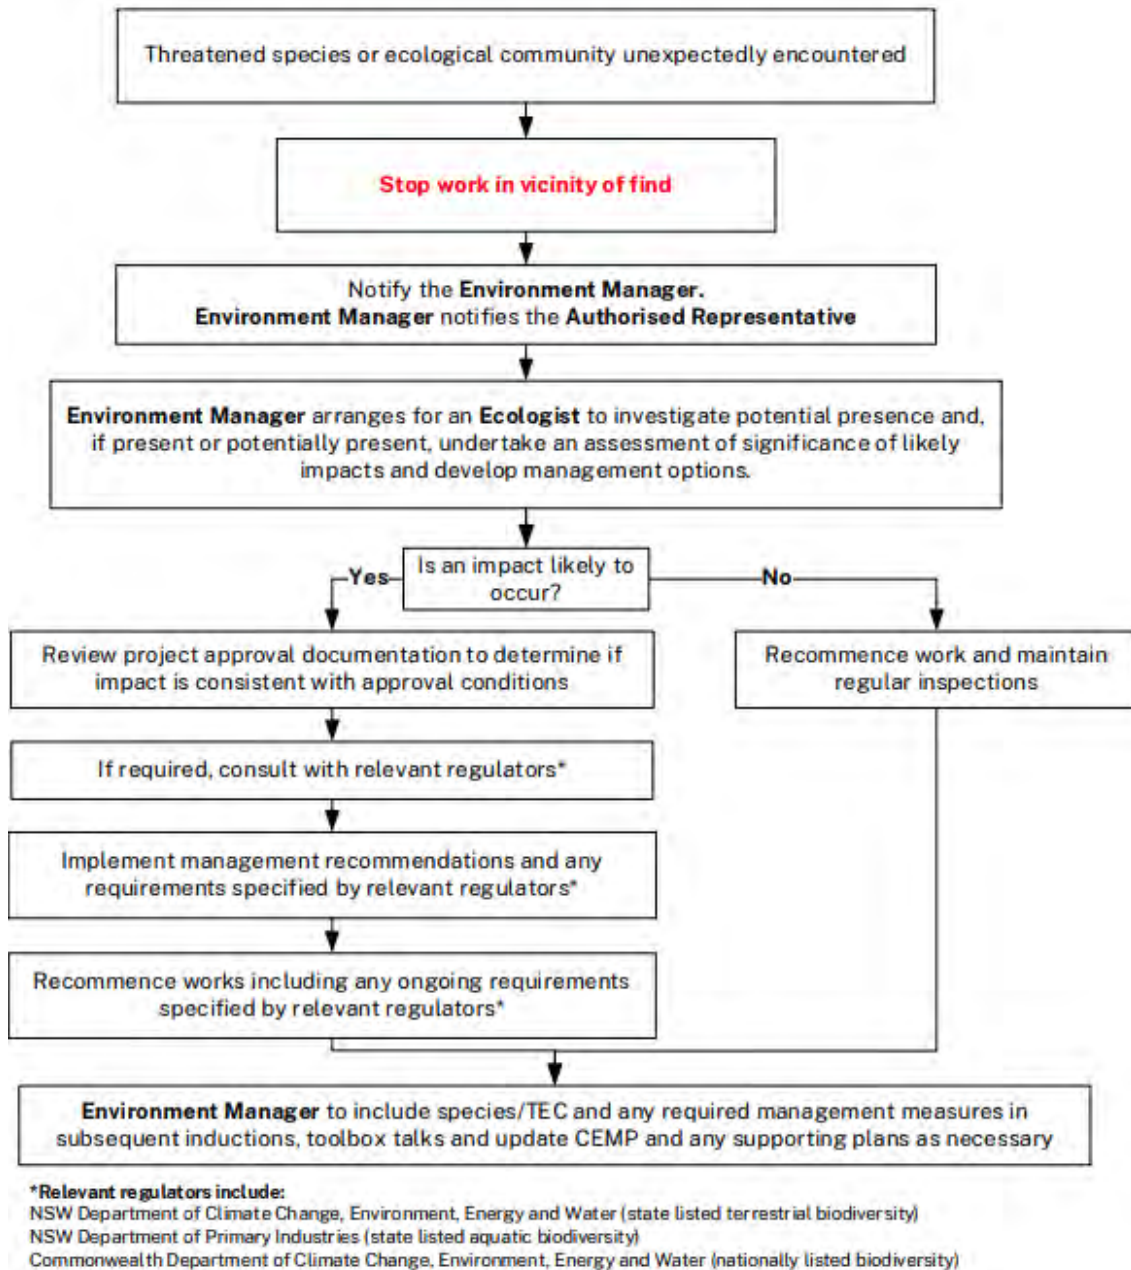 Threatened species or ecological community unexpectedly encountered
Stop work in vicinity of find
Notify the Environment Manager.
Environment Manager notifies the Authorised Representative
Environment Manager arranges for an Ecologist to investigate potential presence and,
if present or potentially present, undertake an assessment of significance of likely
impacts and develop management options.
Is an impact likely to
occur?
Yes
No
Review project approval documentation to determine if
impact is consistent with approval conditions
Recommence work and maintain
regular inspections
If required, consult with relevant regulators*
Implement management recommendations and any
requirements specified by relevant regulators*
Recommence works including any ongoing requirements
specified by relevant regulators*
Environment Manager to include species/TEC and any required management measures in
subsequent inductions, toolbox talks and update CEMP and any supporting plans as necessary
*Relevant regulators include:
NSW Department of Climate Change, Environment, Energy and Water (state listed terrestrial biodiversity)
NSW Department of Primary Industries (state listed aquatic biodiversity)
Commonwealth Department of Climate Change, Environment, Energy and Water (nationally listed biodiversity)